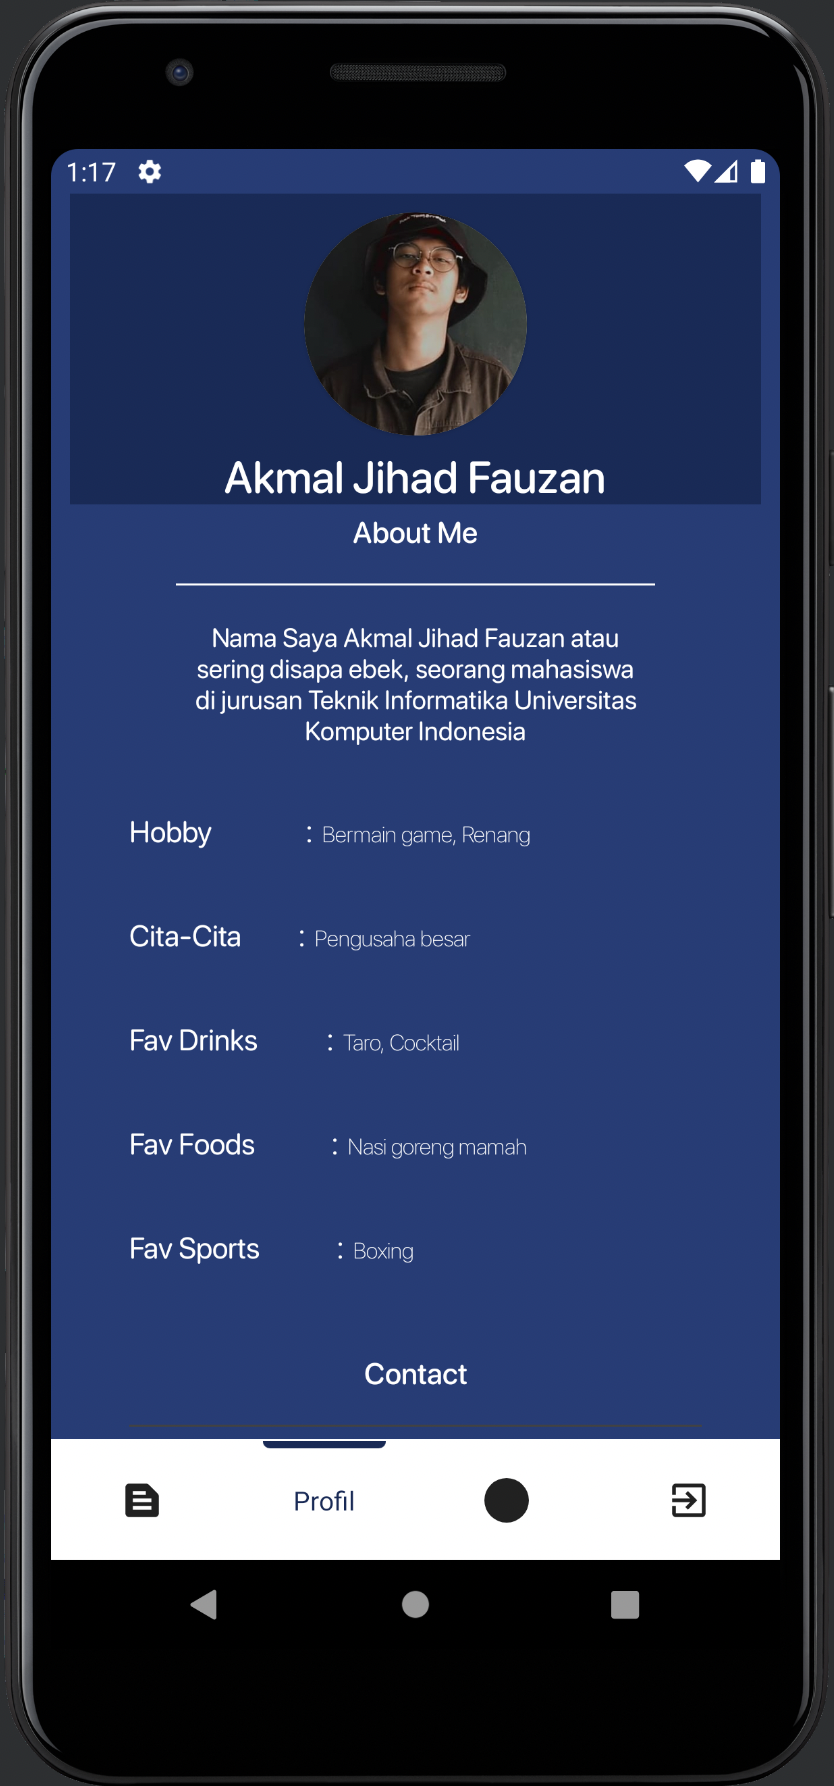 1:17
Akmal Jihad Fauzan
About Me
Nama Saya Akmal Jihad Fauzan atau
sering disapa ebek, seorang mahasiswa
di jurusan Teknik Informatika Universitas
Komputer Indonesia
Hobby : Bermain game, Renang
Cita-Cita : Pengusaha besar
Fav Drinks : Taro, Cocktail
Fav Foods : Nasi goreng mamah
Fav Sports : Boxing
Contact
Profil